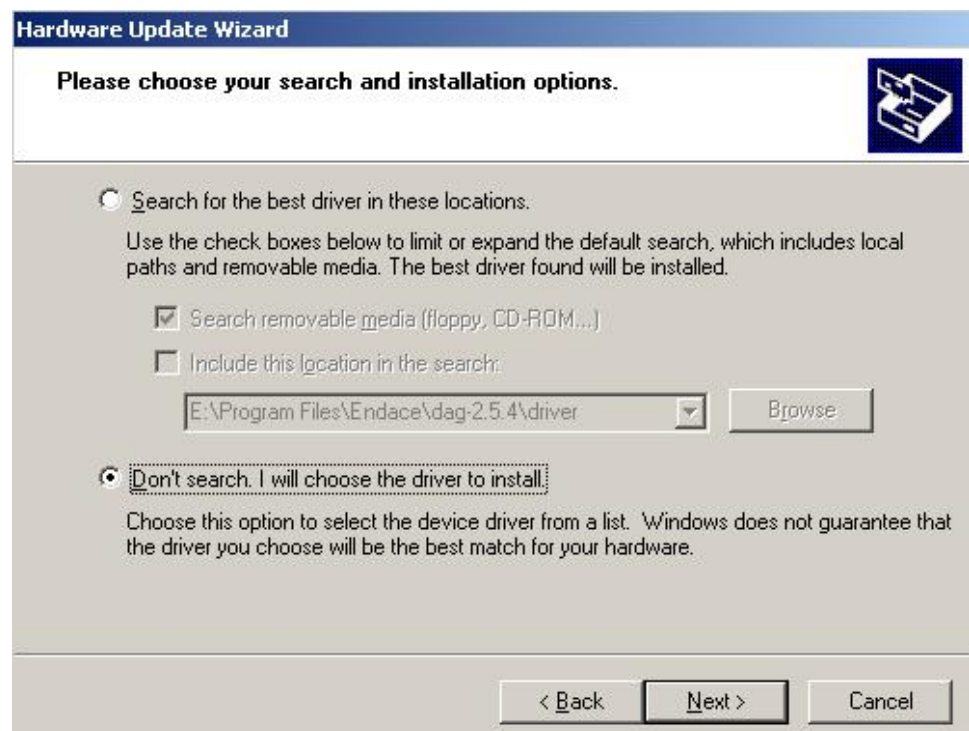 Hardware Update Wizard
Please choose your search and installation options.
Search for the best driver in these locations.
Use the check boxes below to limit or expand the default search, which includes local
paths and removable media. The best driver found will be installed.
Search removable media (floppy, CD-ROM...)
Include this location in the search:
E:\Program Files\Endace\dag-2.5.4\driver
Browse
Don't search. I will choose the driver to install.
Choose this option to select the device driver from a list. Windows does not guarantee that
the driver you choose will be the best match for your hardware.
< Back Next > Cancel